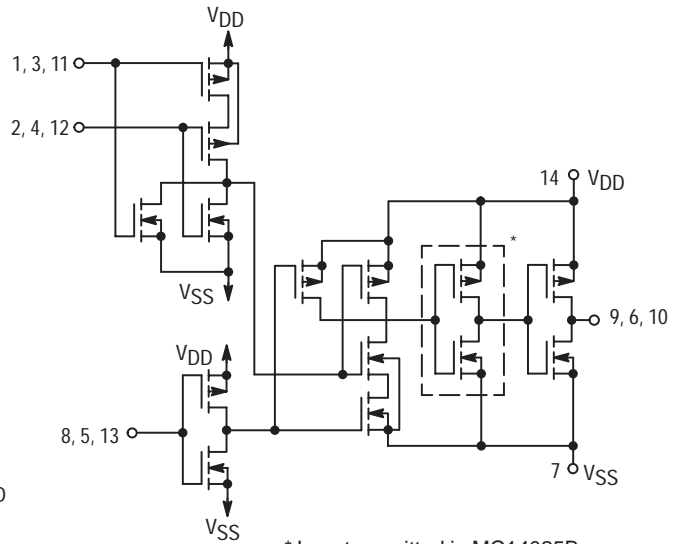 VDD
1, 3, 11
2, 4, 12
14 VDD
*
VSS
9, 6, 10
VDD
8, 5, 13
7 VSS
VSS